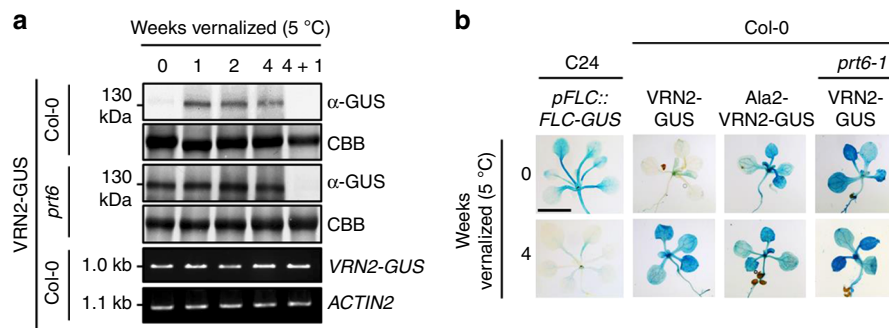 a
Weeks vernalized (5 °C)
0 1 2 4 4 + 1
VRN2-GUS
Col-0
130 kDa
α-GUS
CBB
prt6
130 kDa
α-GUS
CBB
Col-0
1.0 kb
VRN2-GUS
1.1 kb
ACTIN2
b
Col-0
C24
prt6-1
pFLC::
FLC-GUS
VRN2-
GUS
Ala2-
VRN2-GUS
VRN2-
GUS
Weeks
vernalized (5 °C)
0
4